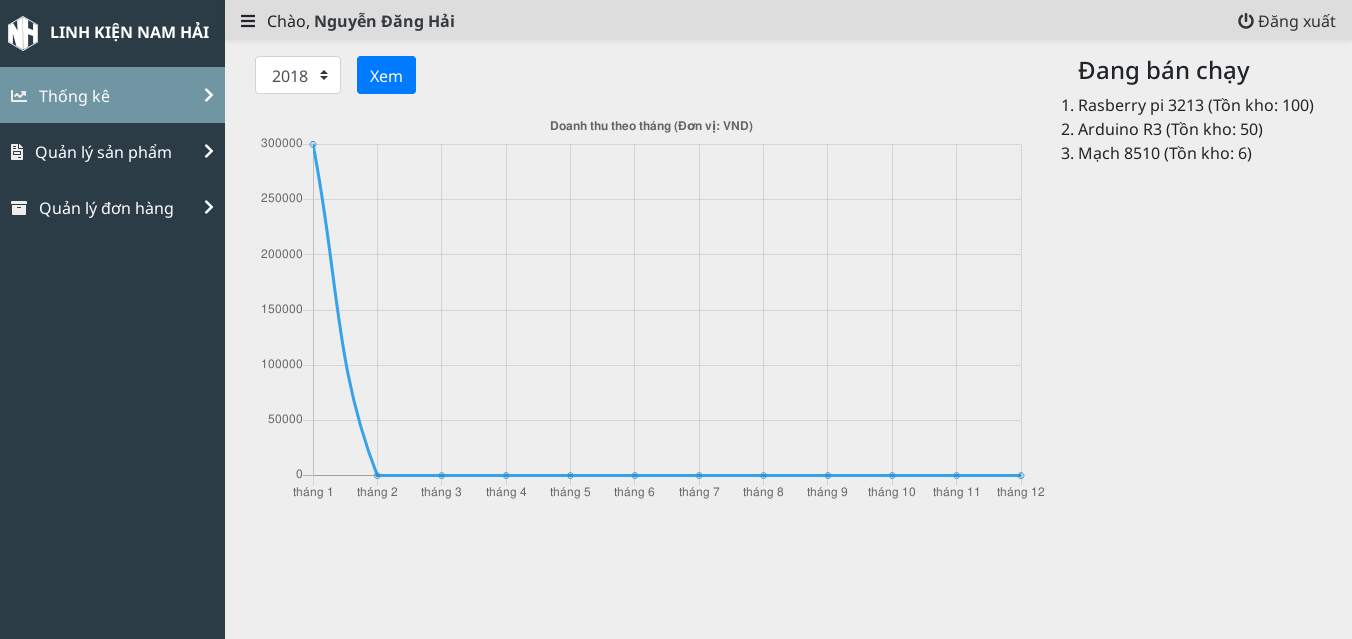 LINH KIỆN NAM HẢI
Thống kê
Quản lý sản phẩm
Quản lý đơn hàng
Chào, Nguyễn Đăng Hải
Đăng xuất
2018
Xem
Doanh thu theo tháng (Đơn vị: VND)
300000
250000
200000
150000
100000
50000
0
tháng 1 tháng 2 tháng 3 tháng 4 tháng 5 tháng 6 tháng 7 tháng 8 tháng 9 tháng 10 tháng 11 tháng 12
Đang bán chạy
1. Rasberry pi 3213 (Tồn kho: 100)
2. Arduino R3 (Tồn kho: 50)
3. Mạch 8510 (Tồn kho: 6)